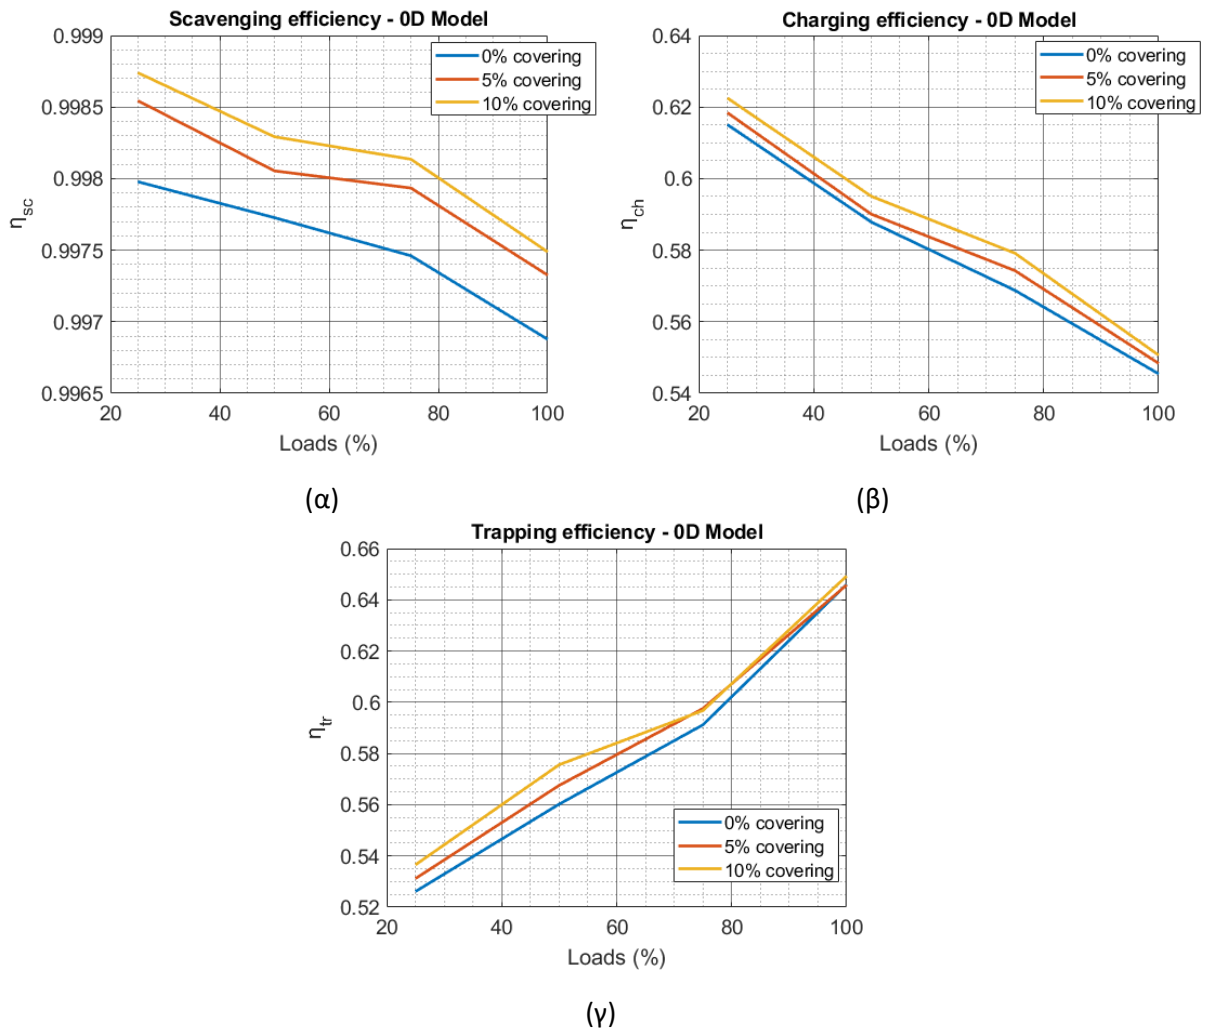 Scavenging efficiency - 0D Model
0.999
0.9985
0.998
0.9975
0.997
0.9965
ηsc
0% covering
5% covering
10% covering
20 40 60 80 100
Loads (%)
(α)
Charging efficiency - 0D Model
0.64
0.62
0.6
0.58
0.56
0.54
ηch
0% covering
5% covering
10% covering
20 40 60 80 100
Loads (%)
(β)
Trapping efficiency - 0D Model
0.66
0.64
0.62
0.6
0.58
0.56
0.54
0.52
ηtr
0% covering
5% covering
10% covering
20 40 60 80 100
Loads (%)
(γ)